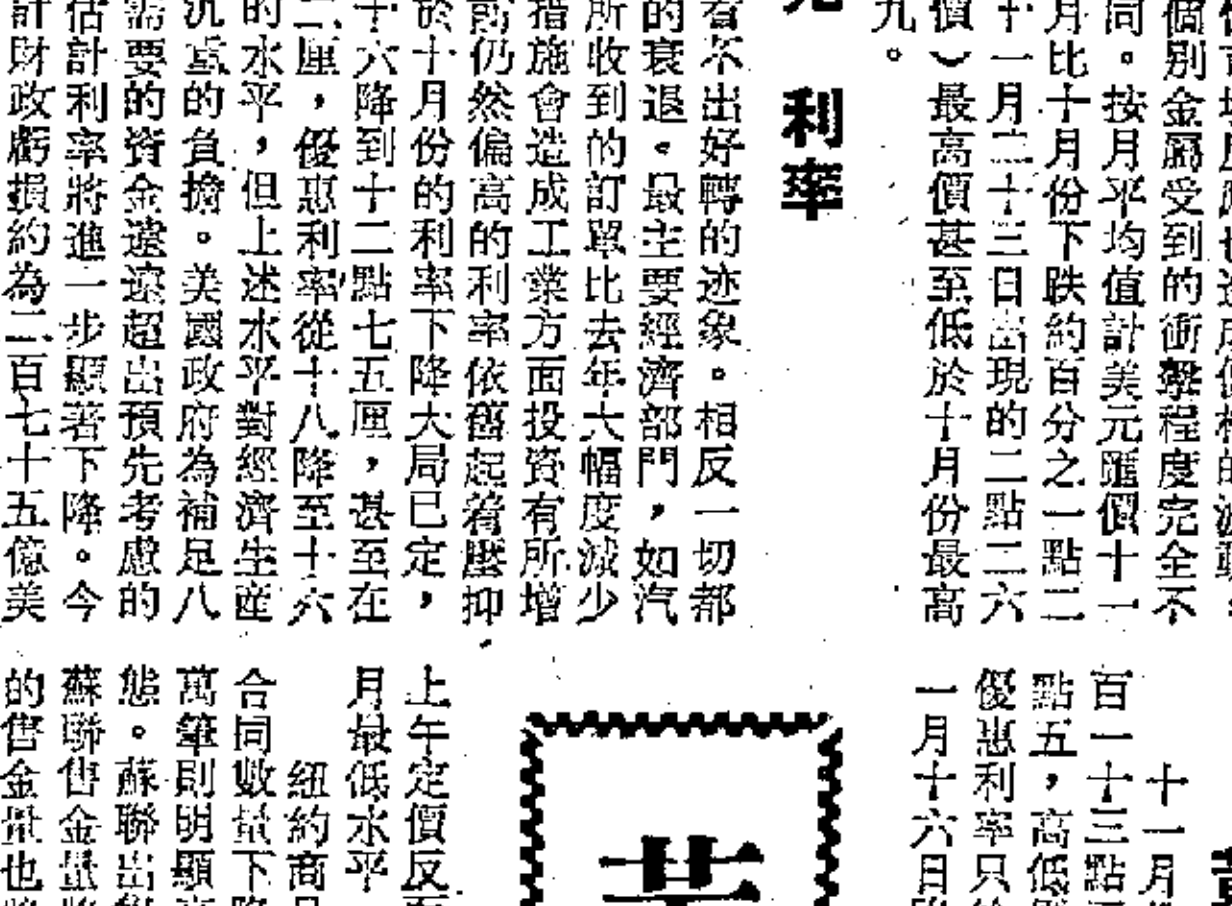 個別金屬受到的衝擊程度完全不
同。按月平均值計美元匯價十一
月比十月份下跌約百分之一點二
十一月二十三日出現的二點二六
價)最高價甚至低於十月份最高
九。
利率
看不出好轉的迹象。相反一切都
的衰退。最主要經濟部門,如汽
所收到的訂單比去年大幅度減少
措施會造成工業方面投資有所增
前仍然偏高的利率依舊起着壓抑
於十月份的利率下降大局已定,
十六降到十二點七五厘,甚至在
二厘,優惠利率從十八降至十六
的水平,但上述水平對經濟生産
沉重的負擔。美國政府為補足八
需要的資金遠遠超出預先考慮的
估計利率將進一步顯著下降。今
計財政虧損約為二百七十五億美
十一月
百一十三點
點五,高低
優惠利率只
一月十六日
上午定價反
月最低水平
紐約商
合同數量下
萬筆則明顯
態。蘇聯出
蘇聯售金量
的售金量也